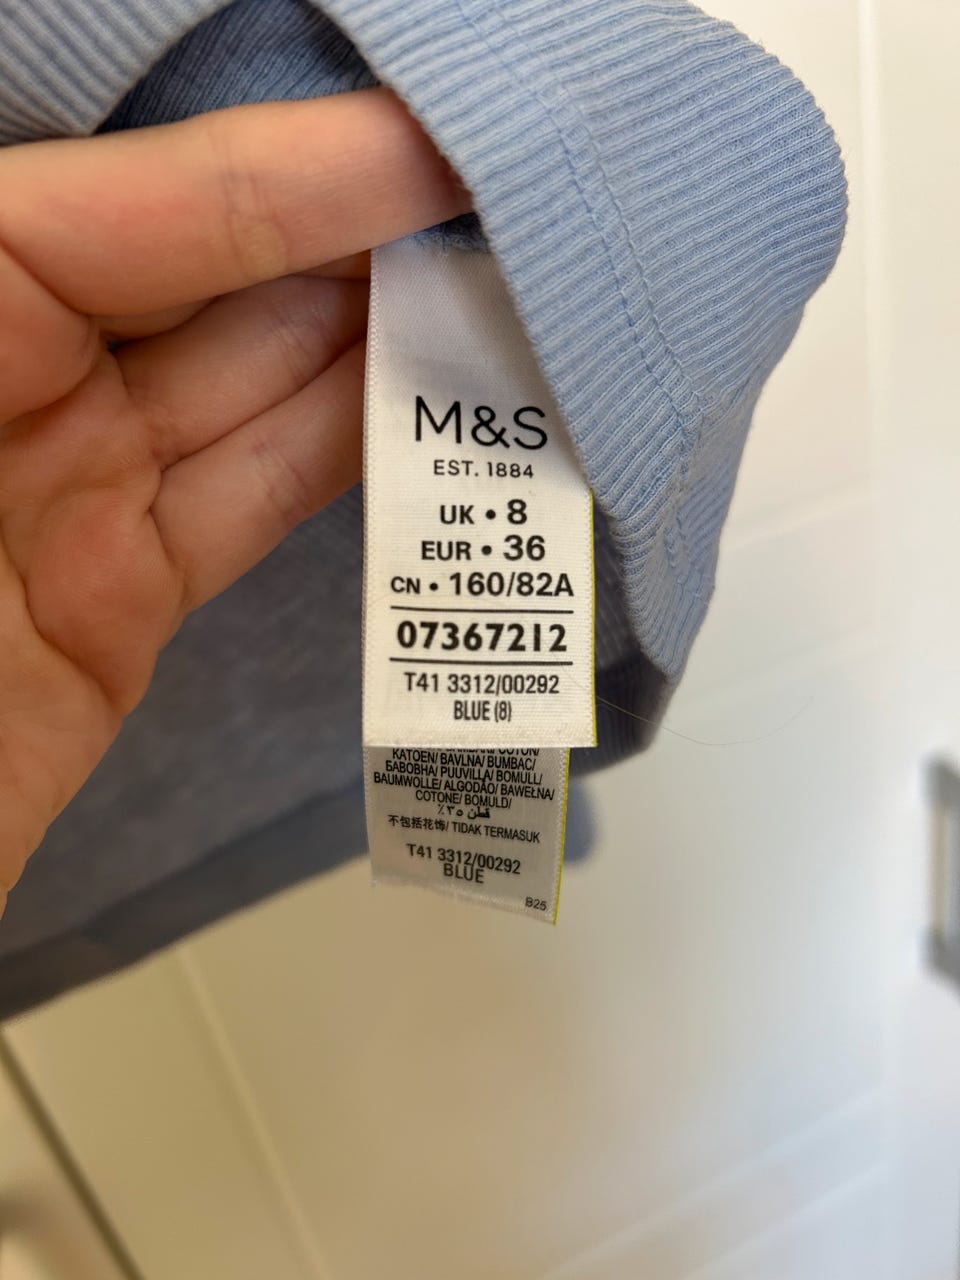 M&S
EST. 1884
UK • 8
EUR • 36
CN • 160/82A
07367212
T41 3312/00292
BLUE (8)
KATOEN/ BAVLNA/ BUMBAC/
БАВОВНА/ PUUVILLA/ BOMULL/
BAUMWOLLE/ ALGODÃO/ BAWEŁNA/
COTONE/ BOMULD/
قطن ٣٥٪
不包括花饰/ TIDAK TERMASUK
T41 3312/00292
BLUE
B25